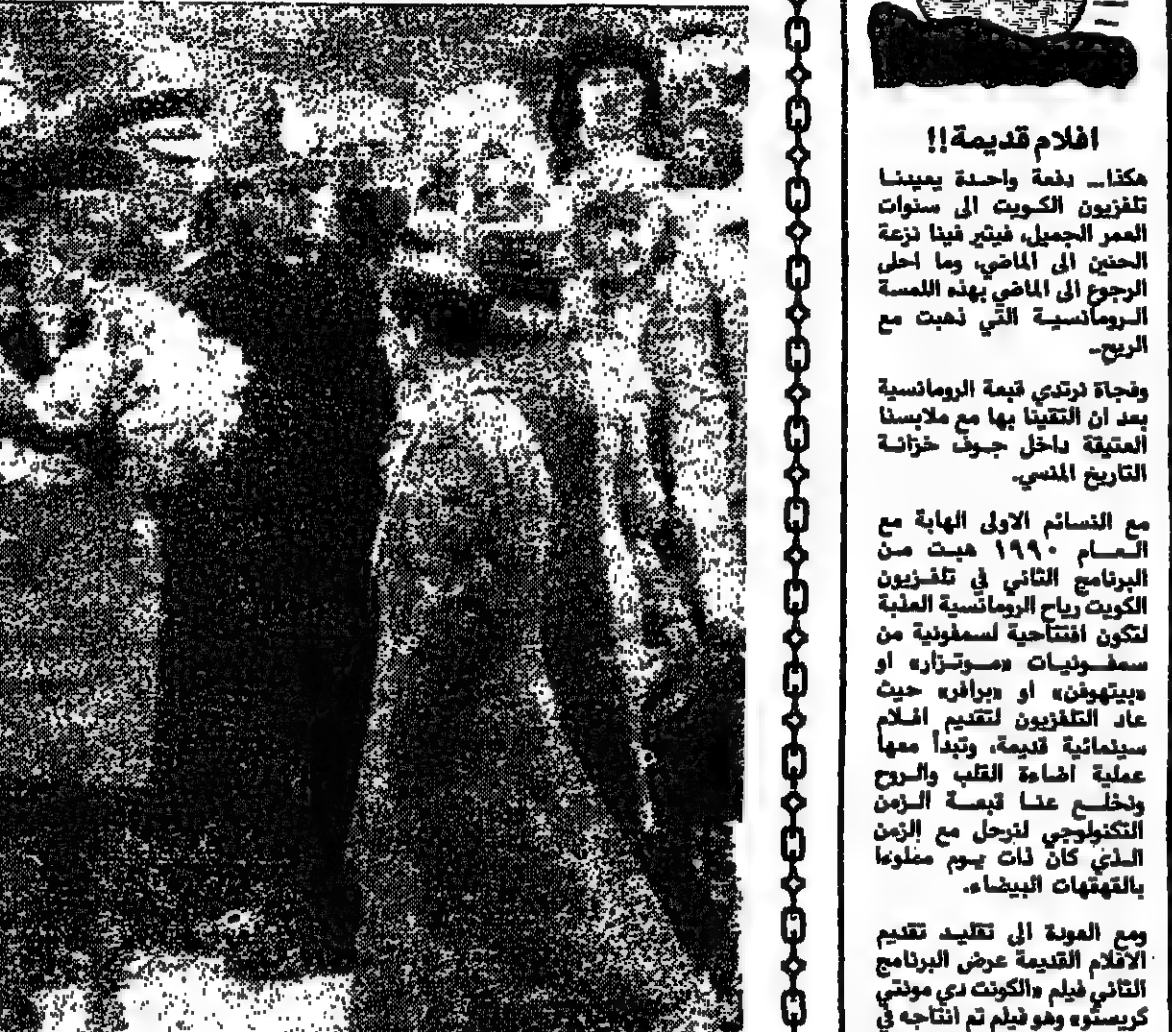 افلام قديمة!!
هكذا.. دفعة واحدة يعيدنا
تلفزيون الكويت الى سنوات
العمر الجميل، فيثير فينا نزعة
الحنين الى الماضي، وما احلى
الرجوع الى الماضي بهذه اللمسة
الرومانسية التي ذهبت مع
الريح..
وفجاة نرتدي قبعة الرومانسية
بعد ان التقينا بها مع ملابسنا
العتيقة داخل جوف خزانة
التاريخ المنسي.
مع النسائم الاولى الهابة مع
العام ١٩٩٠ هبت من
البرنامج الثاني في تلفزيون
الكويت رياح الرومانسية العذبة
لتكون افتتاحية لسمفونية من
سمفونيات «موتزار» او
«بيتهوفن» او «برافر» حيث
عاد التلفزيون لتقديم افلام
سينمائية قديمة، وتبدأ معها
عملية اضاءة القلب والروح
ونخلع عنا قبعة الزمن
التكنولوجي لنرحل مع الزمن
الذي كان ذات يوم مملوءا
بالقهقهات البيضاء.
ومع العودة الى تقليد تقديم
الافلام القديمة عرض البرنامج
الثاني فيلم «الكونت دي مونتي
كريستو» وهو فيلم تم انتاجه في